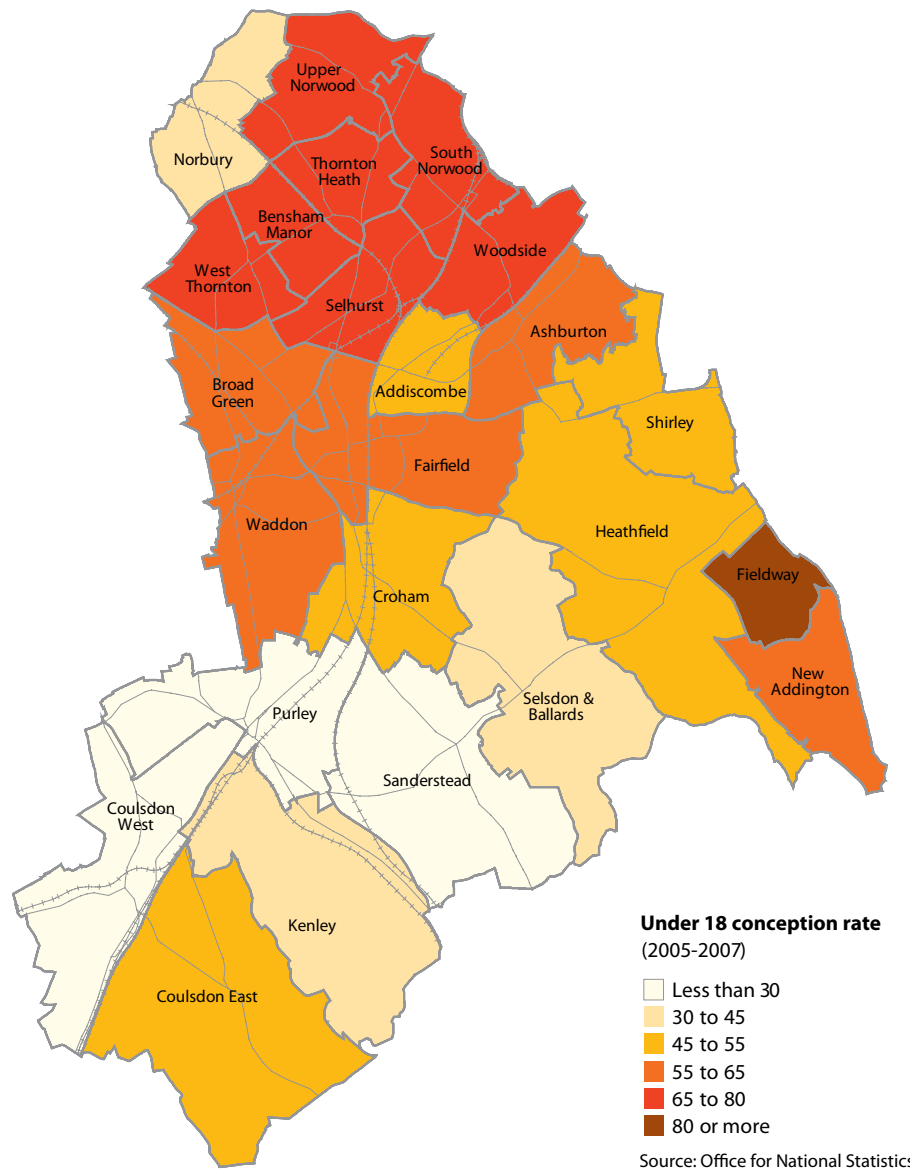 Upper
Norwood
Norbury
Thornton
Heath
South
Norwood
Bensham
Manor
Woodside
West
Thornton
Selhurst
Ashburton
Broad
Green
Addiscombe
Shirley
Fairfield
Waddon
Heathfield
Fieldway
Croham
New
Addington
Selsdon &
Ballards
Purley
Sanderstead
Coulsdon
West
Kenley
Coulsdon East
Under 18 conception rate
(2005-2007)
Less than 30
30 to 45
45 to 55
55 to 65
65 to 80
80 or more
Source: Office for National Statistics